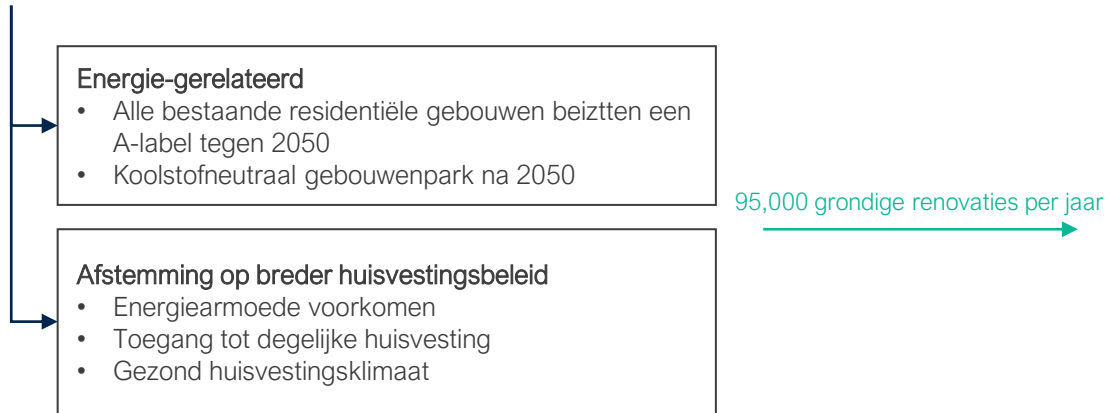 Energie-gerelateerd
• Alle bestaande residentiële gebouwen beiztten een
A-label tegen 2050
• Koolstofneutraal gebouwenpark na 2050
95,000 grondige renovaties per jaar
Afstemming op breder huisvestingsbeleid
• Energiearmoede voorkomen
• Toegang tot degelijke huisvesting
• Gezond huisvestingsklimaat